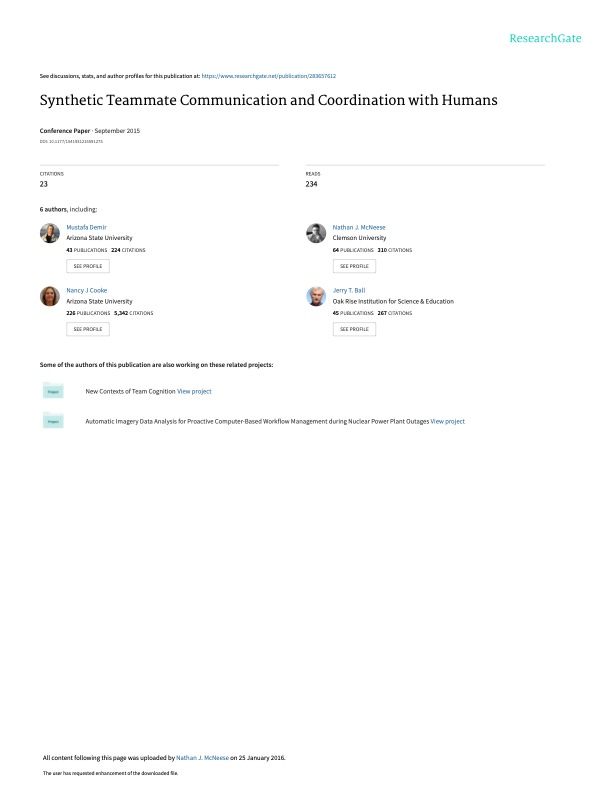 ResearchGate
See discussions, stats, and author profiles for this publication at: https://www.researchgate.net/publication/283657612
Synthetic Teammate Communication and Coordination with Humans
Conference Paper · September 2015
DOI: 10.1177/1541931215591275
CITATIONS
23
READS
234
6 authors, including:
Mustafa Demir
Arizona State University
43 PUBLICATIONS 224 CITATIONS
SEE PROFILE
Nathan J. McNeese
Clemson University
64 PUBLICATIONS 310 CITATIONS
SEE PROFILE
Nancy J Cooke
Arizona State University
226 PUBLICATIONS 5,342 CITATIONS
SEE PROFILE
Jerry T. Ball
Oak Rise Institution for Science & Education
45 PUBLICATIONS 267 CITATIONS
SEE PROFILE
Some of the authors of this publication are also working on these related projects:
Project
New Contexts of Team Cognition View project
Project
Automatic Imagery Data Analysis for Proactive Computer-Based Workflow Management during Nuclear Power Plant Outages View project
All content following this page was uploaded by Nathan J. McNeese on 25 January 2016.
The user has requested enhancement of the downloaded file.